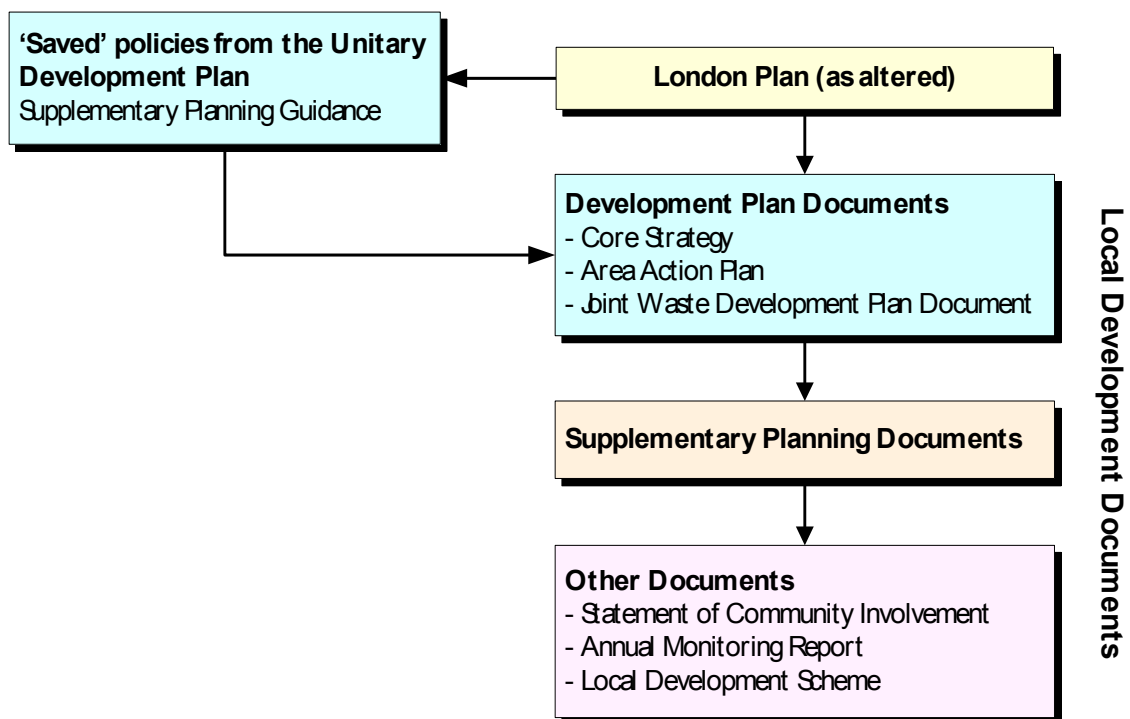 ‘Saved’ policies from the Unitary
Development Plan
Supplementary Planning Guidance
London Plan (as altered)
Development Plan Documents
- Core Strategy
- Area Action Plan
- Joint Waste Development Plan Document
Supplementary Planning Documents
Other Documents
- Statement of Community Involvement
- Annual Monitoring Report
- Local Development Scheme
Local Development Documents